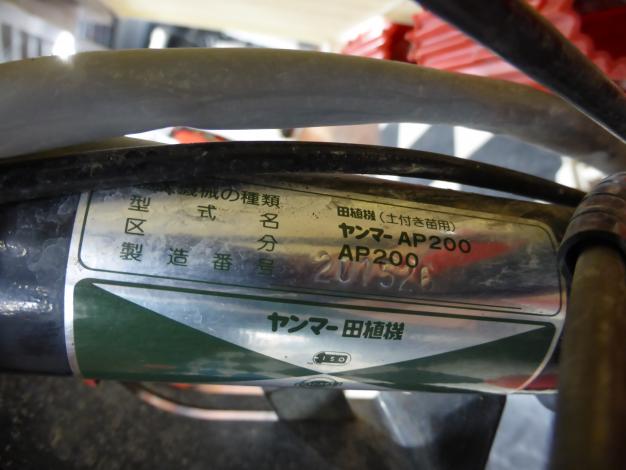 機械の種類 田植機(土付き苗用)
型式名 ヤンマーAP200
区分 AP200
製造番号
ヤンマー田植機
ISO